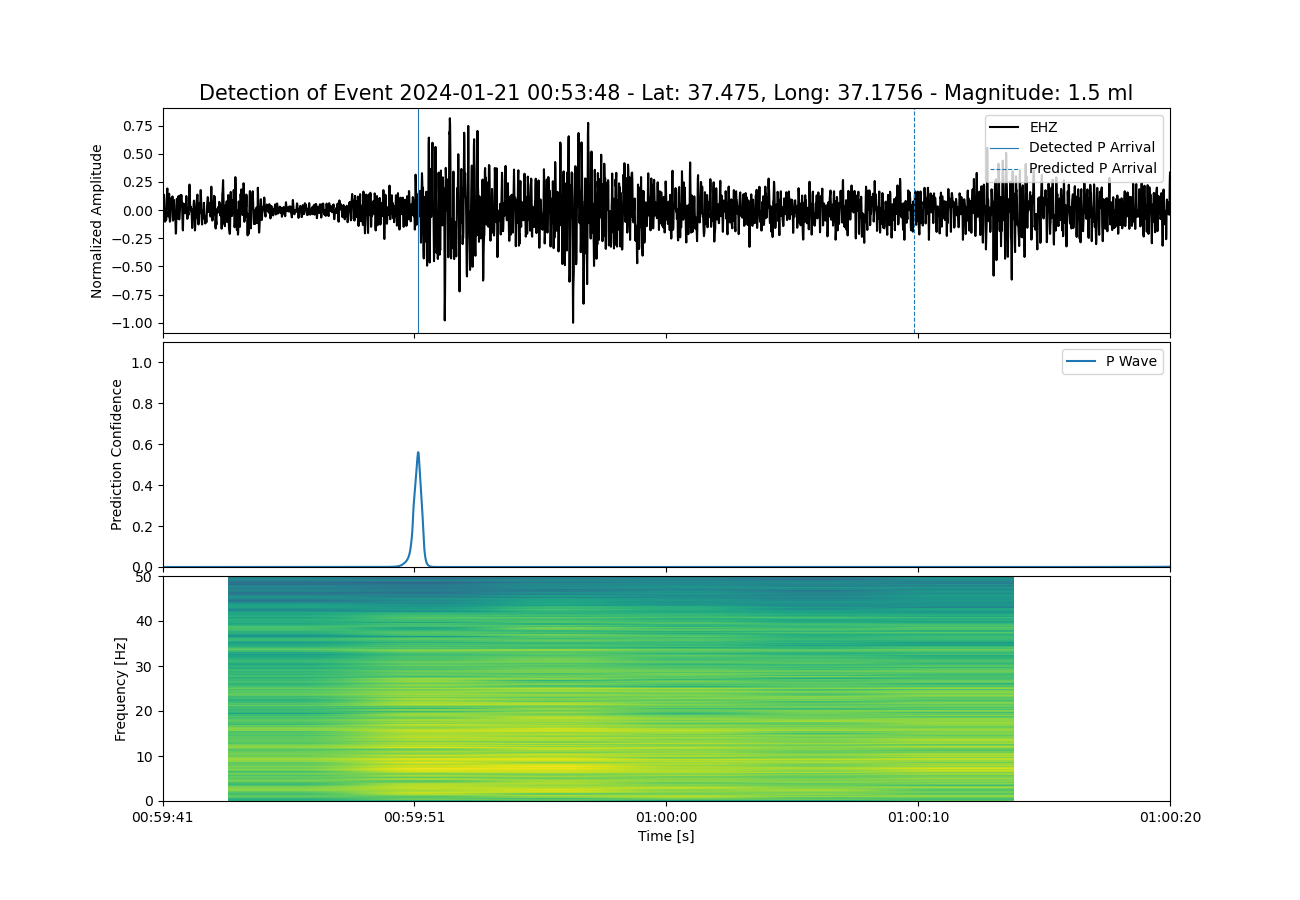 Detection of Event 2024-01-21 00:53:48 - Lat: 37.475, Long: 37.1756 - Magnitude: 1.5 ml
Normalized Amplitude
0.75
0.50
0.25
0.00
−0.25
−0.50
−0.75
−1.00
EHZ
Detected P Arrival
Predicted P Arrival
Prediction Confidence
1.0
0.8
0.6
0.4
0.2
0.0
P Wave
Frequency [Hz]
50
40
30
20
10
0
00:59:41 00:59:51 01:00:00 01:00:10 01:00:20
Time [s]